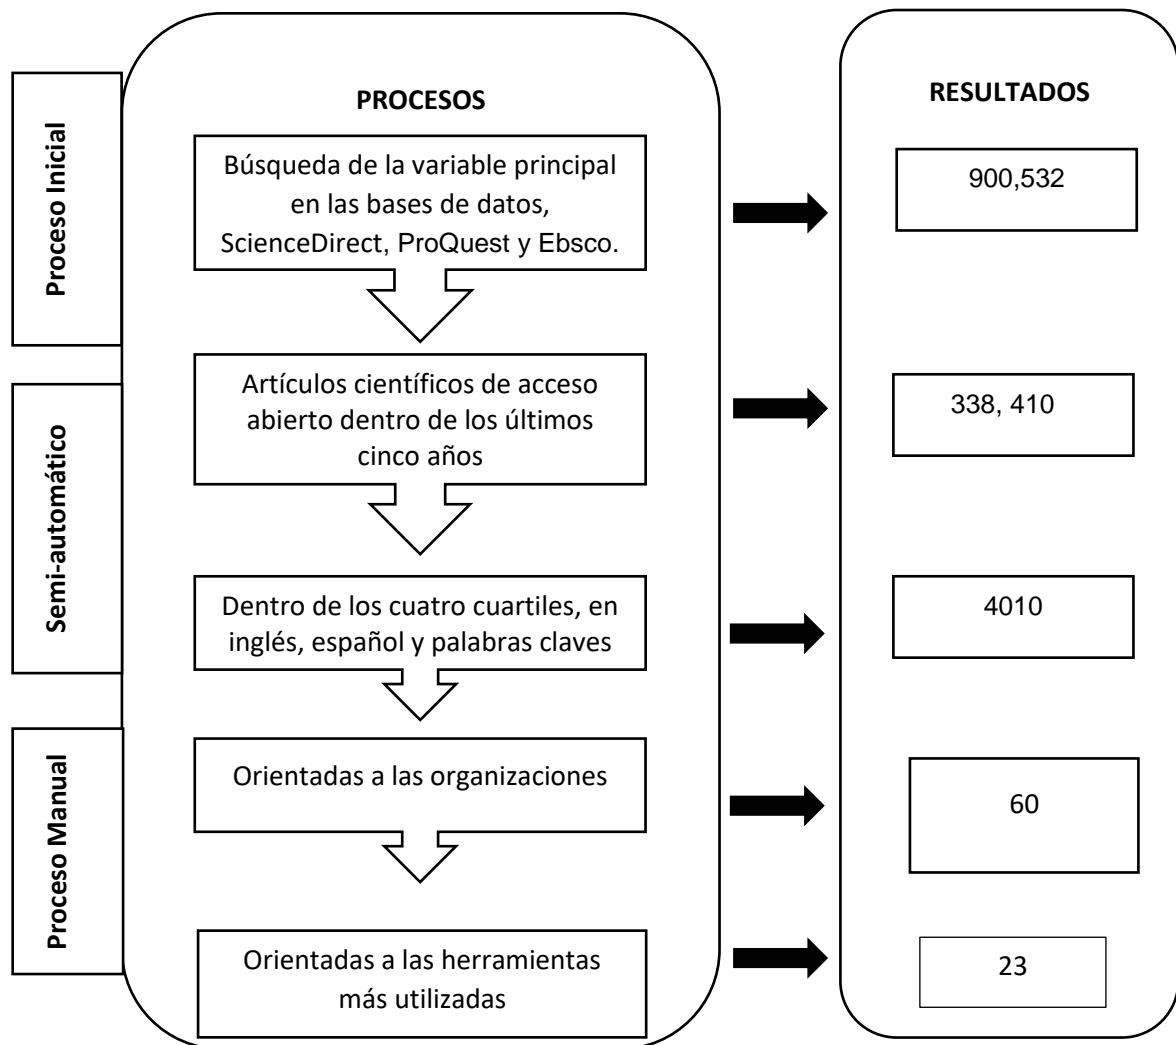 PROCESOS
RESULTADOS
Proceso Inicial
Búsqueda de la variable principal
en las bases de datos,
ScienceDirect, ProQuest y Ebsco.
900,532
Semi-automático
Artículos científicos de acceso
abierto dentro de los últimos
cinco años
338, 410
Dentro de los cuatro cuartiles, en
inglés, español y palabras claves
4010
Proceso Manual
Orientadas a las organizaciones
60
Orientadas a las herramientas
más utilizadas
23